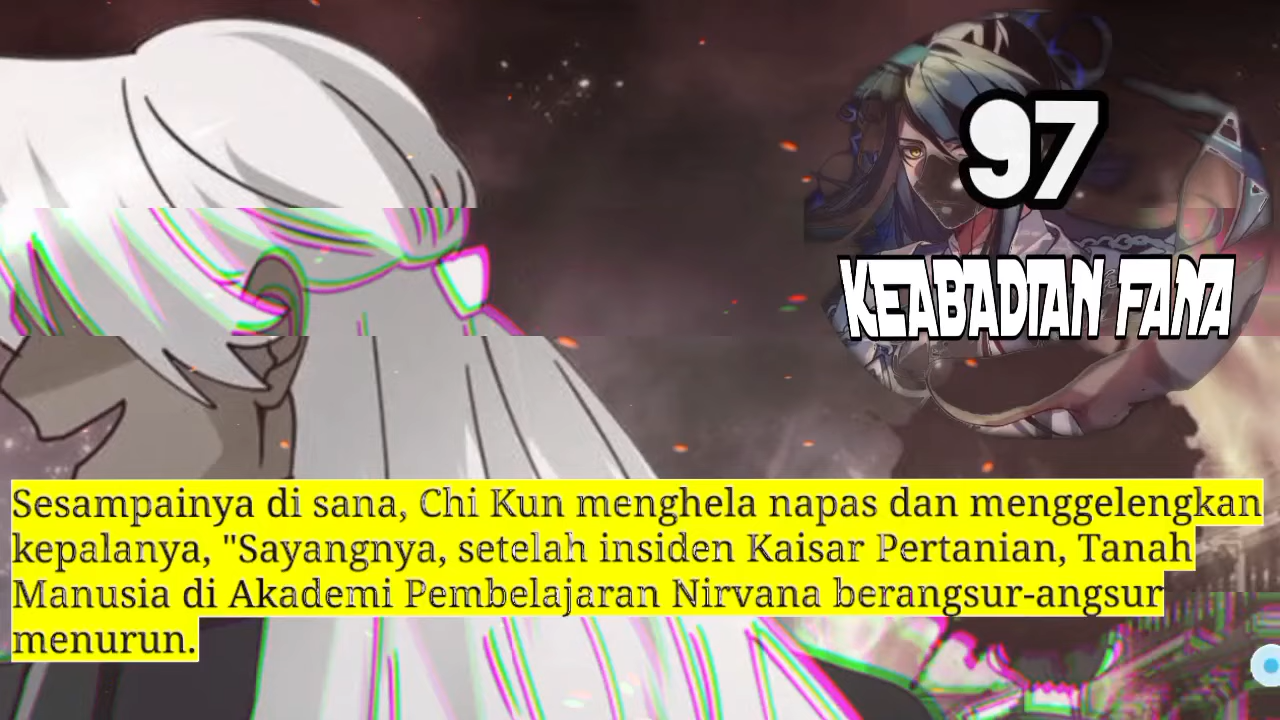 97
KEABADIAN FANA
Sesampainya di sana, Chi Kun menghela napas dan menggelengkan
kepalanya, "Sayangnya, setelah insiden Kaisar Pertanian, Tanah
Manusia di Akademi Pembelajaran Nirvana berangsur-angsur
menurun.